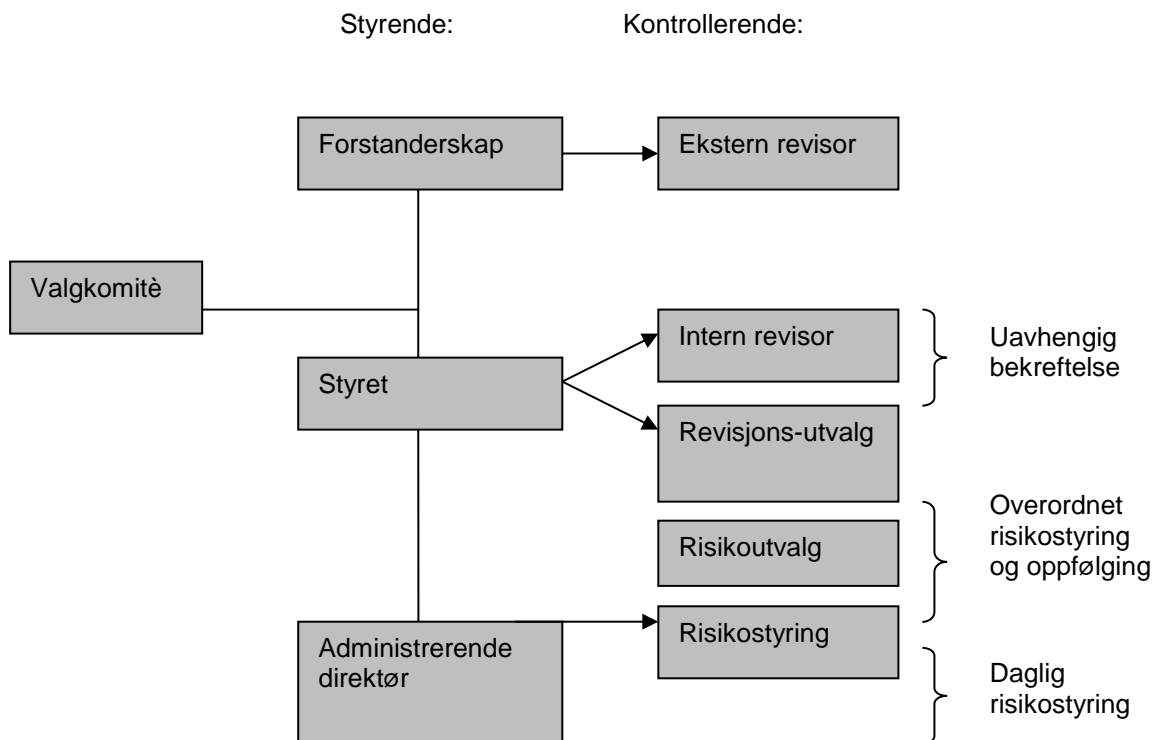 Styrende:
Kontrollerende:
Forstanderskap
Ekstern revisor
Valgkomitè
Intern revisor
Uavhengig
bekreftelse
Styret
Revisjons-utvalg
Overordnet
risikostyring
og oppfølging
Risikoutvalg
Administrerende
direktør
Risikostyring
Daglig
risikostyring